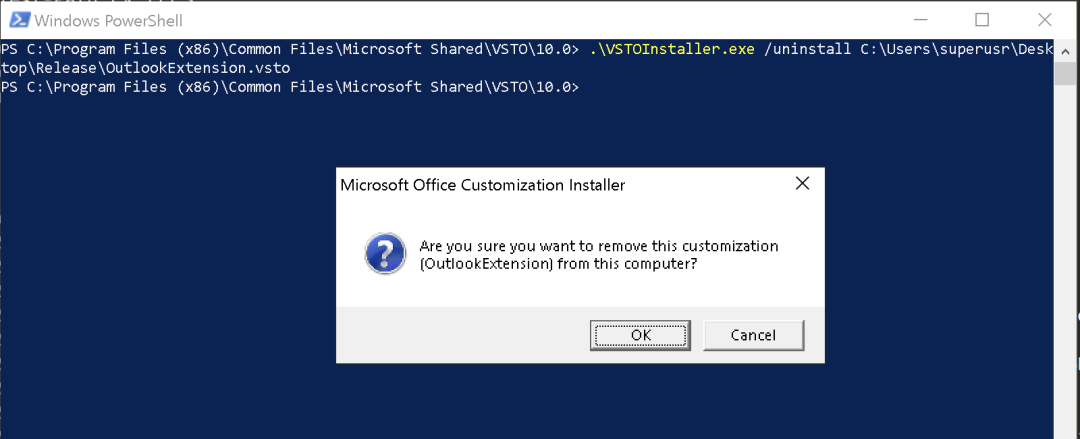 Windows PowerShell
PS C:\Program Files (x86)\Common Files\Microsoft Shared\VSTO\10.0> .\VSTOInstaller.exe /uninstall C:\Users\superusr\Desk
top\Release\OutlookExtension.vsto
PS C:\Program Files (x86)\Common Files\Microsoft Shared\VSTO\10.0>
Microsoft Office Customization Installer
Are you sure you want to remove this customization
(OutlookExtension) from this computer?
OK
Cancel